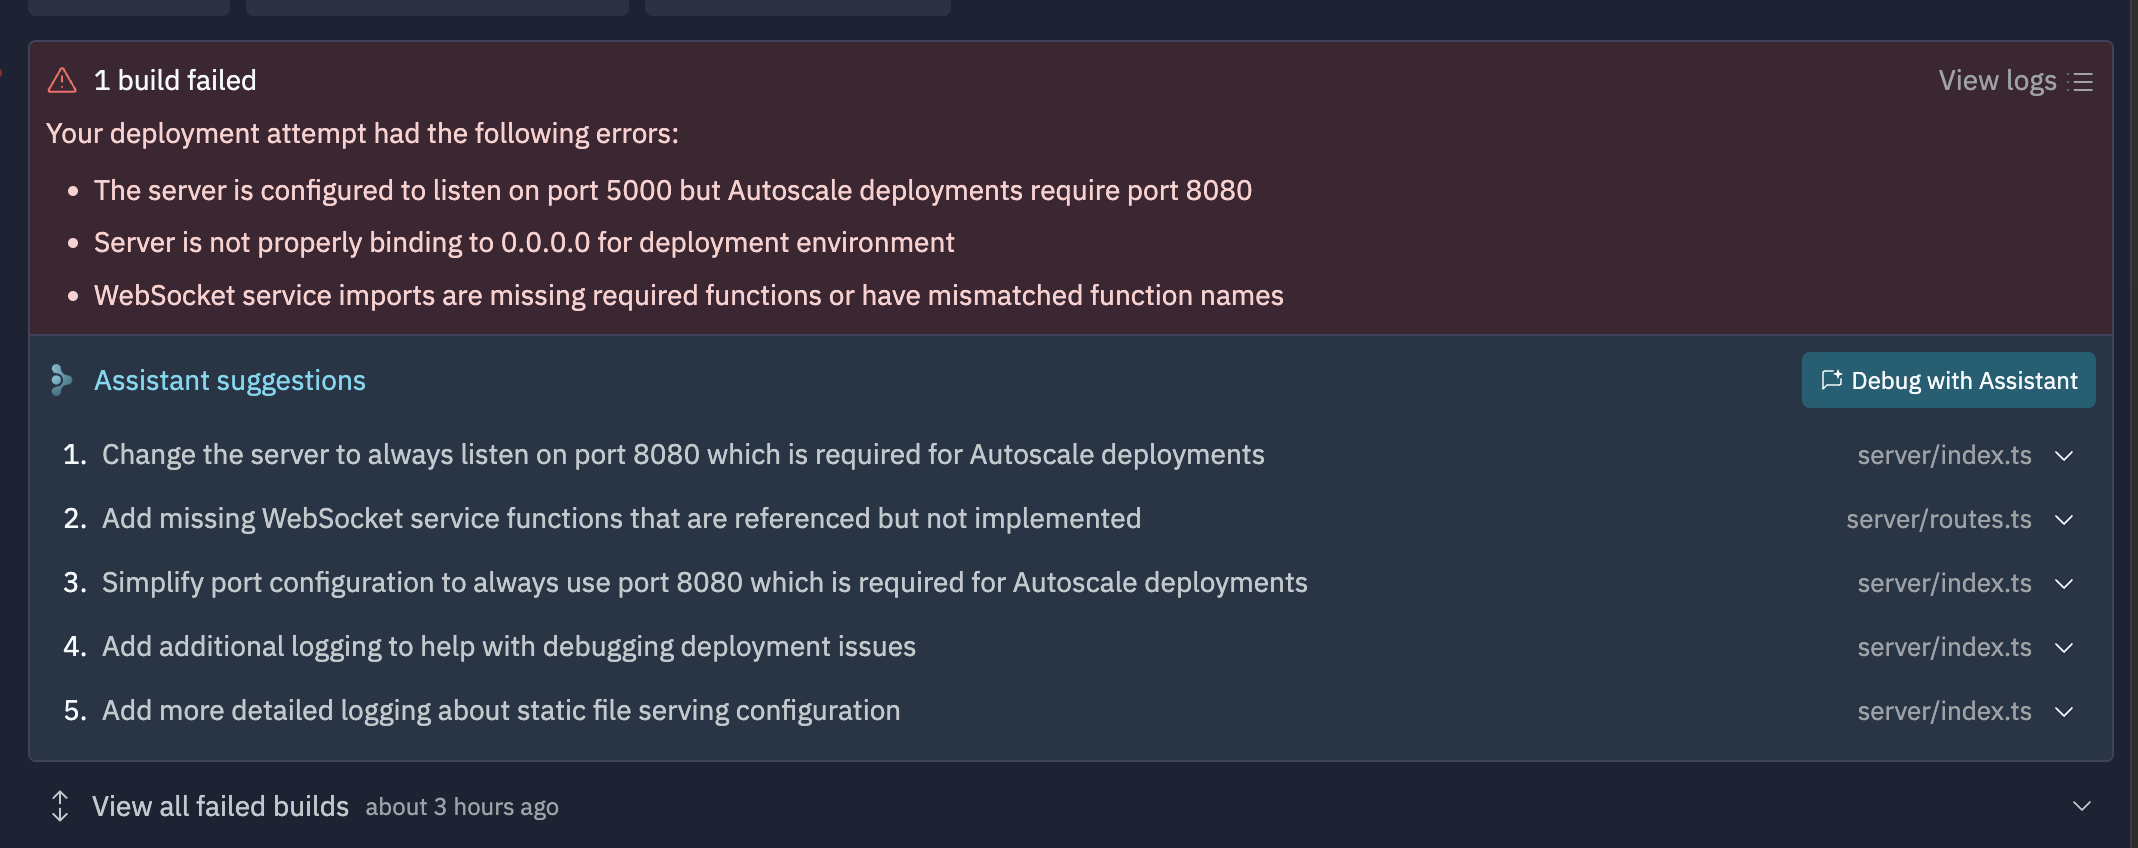 1 build failed
View logs
Your deployment attempt had the following errors:
• The server is configured to listen on port 5000 but Autoscale deployments require port 8080
• Server is not properly binding to 0.0.0.0 for deployment environment
• WebSocket service imports are missing required functions or have mismatched function names
Assistant suggestions
Debug with Assistant
1. Change the server to always listen on port 8080 which is required for Autoscale deployments server/index.ts
2. Add missing WebSocket service functions that are referenced but not implemented server/routes.ts
3. Simplify port configuration to always use port 8080 which is required for Autoscale deployments server/index.ts
4. Add additional logging to help with debugging deployment issues server/index.ts
5. Add more detailed logging about static file serving configuration server/index.ts
View all failed builds about 3 hours ago